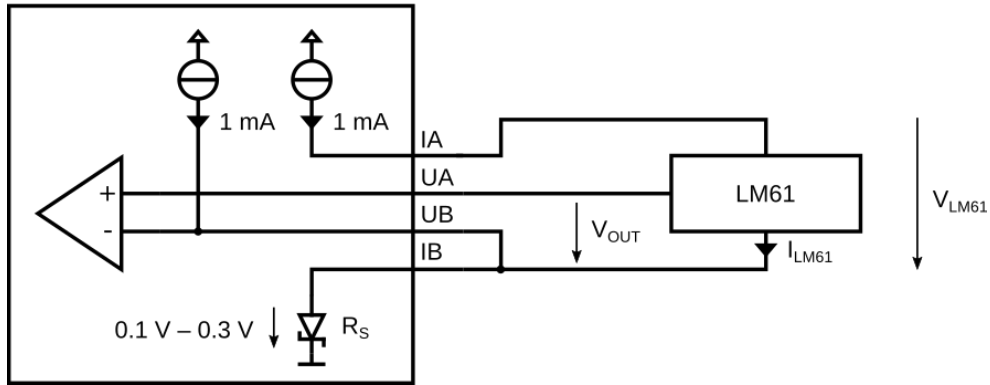 1 mA
1 mA
IA
UA
UB
IB
+
-
LM61
V_LM61
V_OUT
I_LM61
0.1 V – 0.3 V
R_S